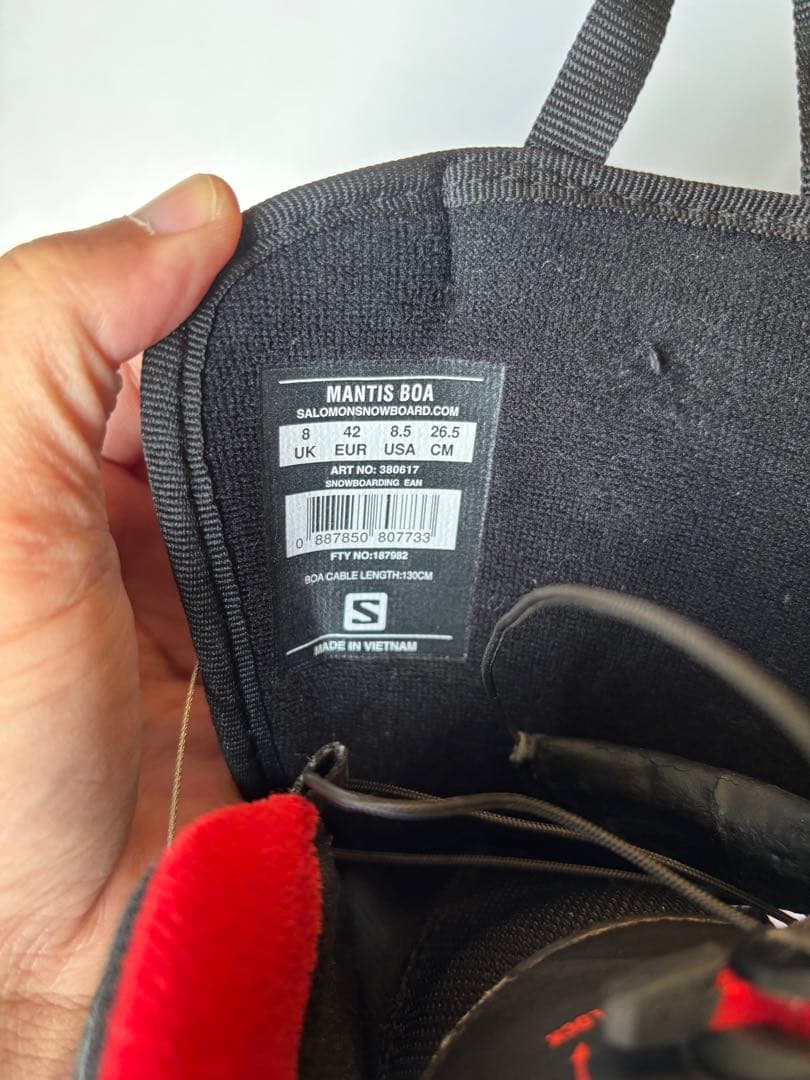 MANTIS BOA
SALOMONSNOWBOARD.COM
8 42 8.5 26.5
UK EUR USA CM
ART NO: 380617
SNOWBOARDING EAN
0 887850 807733
FTY NO:187982
BOA CABLE LENGTH:130CM
S
MADE IN VIETNAM